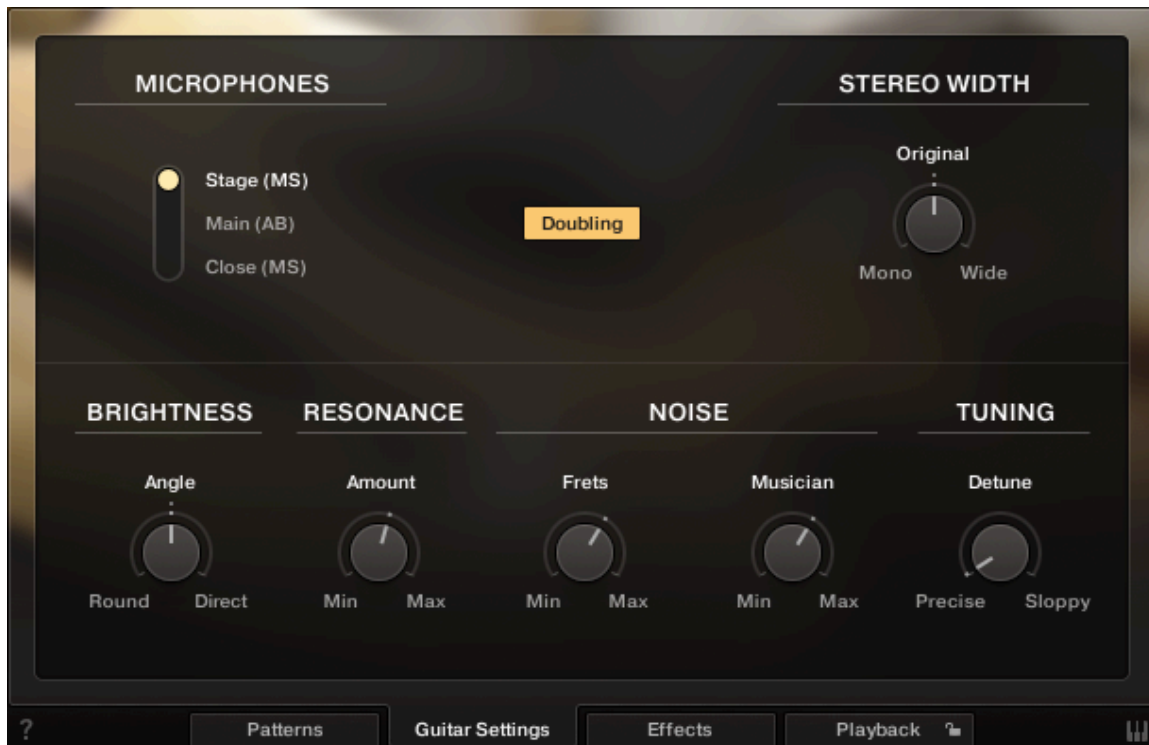 MICROPHONES
STEREO WIDTH
Original
Stage (MS)
Main (AB)
Doubling
Close (MS)
Mono Wide
BRIGHTNESS RESONANCE NOISE TUNING
Angle Amount Frets Musician Detune
Round Direct Min Max Min Max Min Max Precise Sloppy
? Patterns Guitar Settings Effects Playback